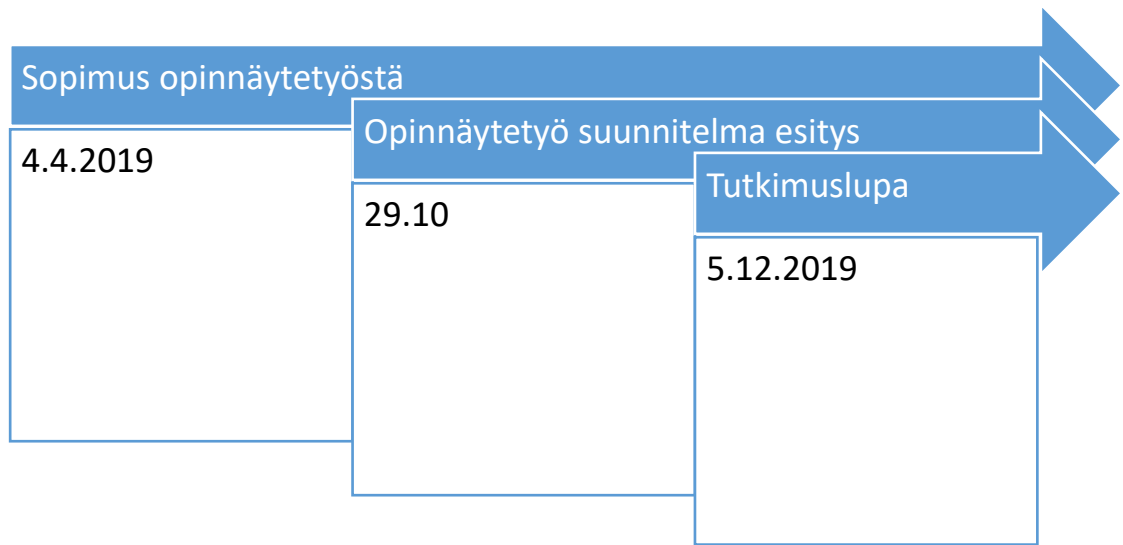 Sopimus opinnäytetyöstä
4.4.2019
Opinnäytetyö suunnitelma esitys
29.10
Tutkimuslupa
5.12.2019